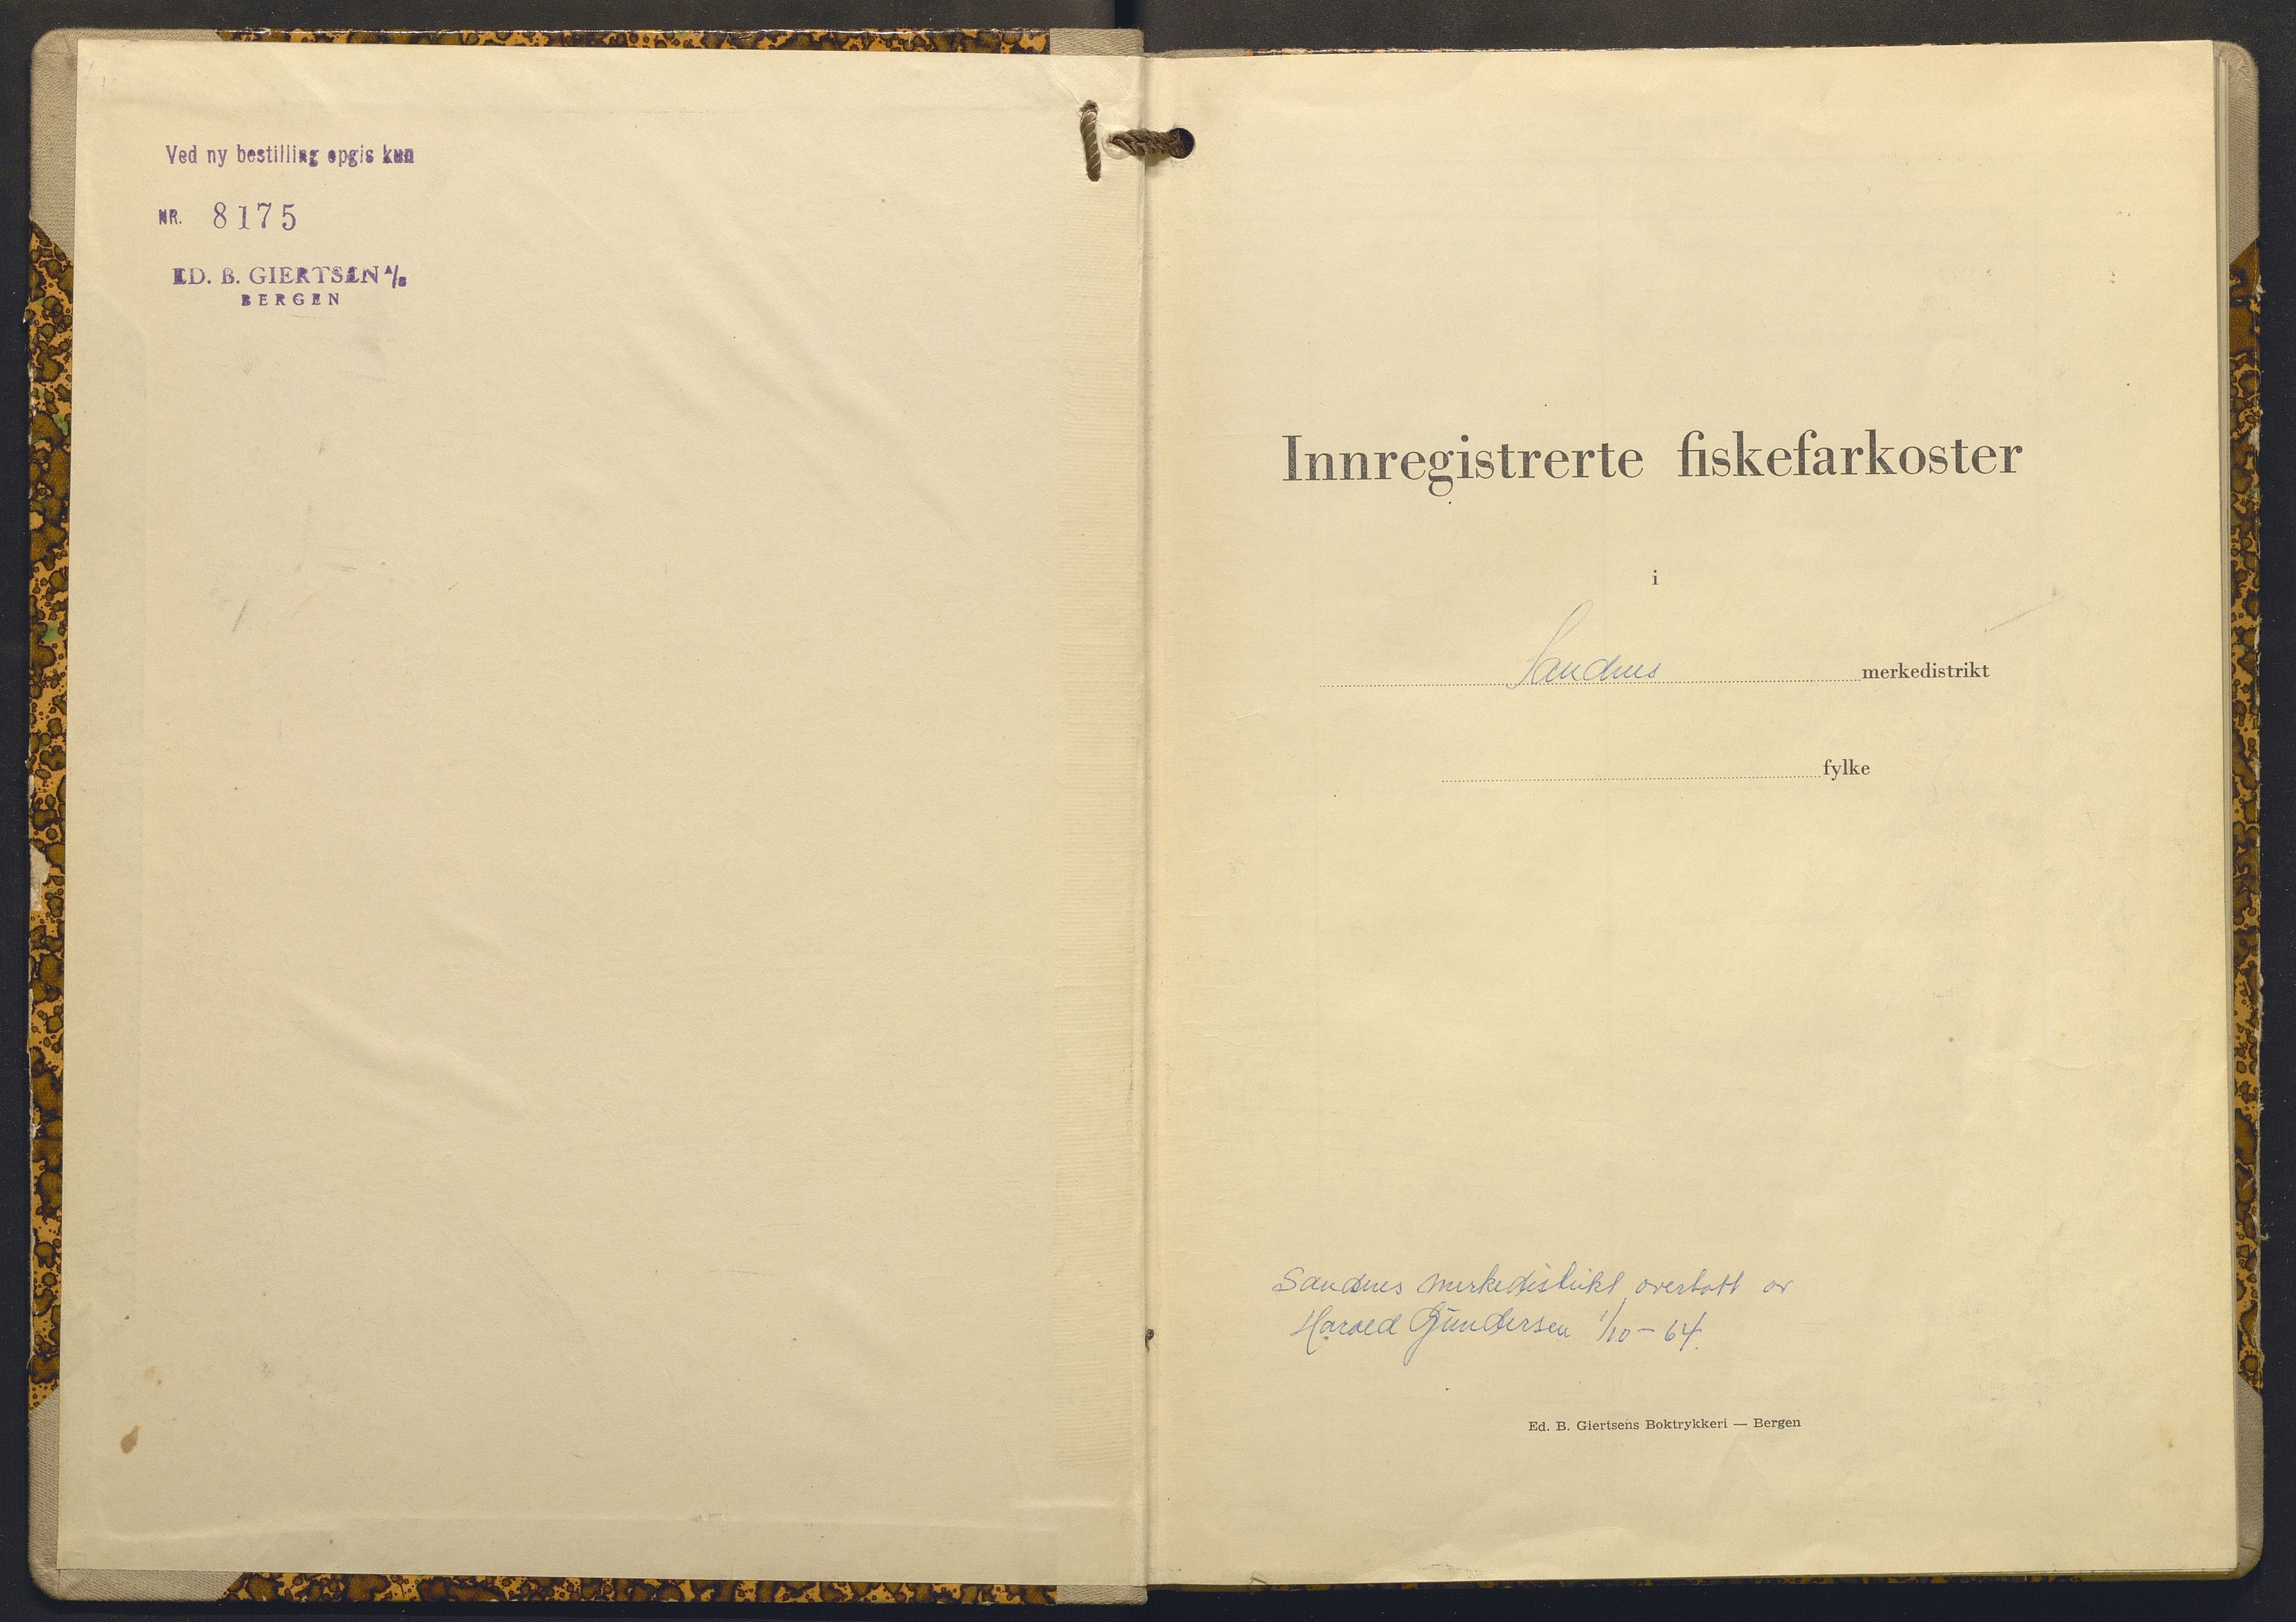 Ved ny bestilling opgis kun
NR. 8175
ED. B. GIERTSEN A/S
BERGEN
Innregistrerte fiskefarkoster
i
Sandnes merkedistrikt
fylke
Sandnes merkedistrikt overtatt av
Harald Gundersen 1/10-64.
Ed. B. Giertsens Boktrykkeri — Bergen